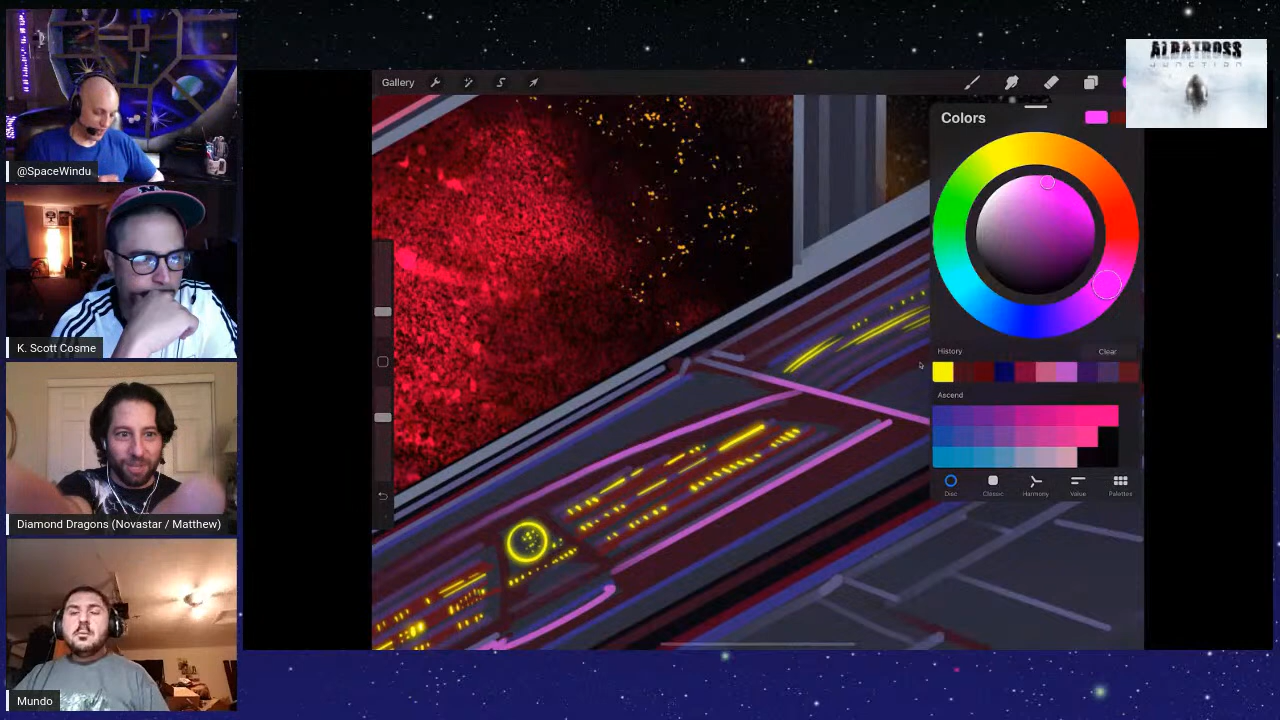 @SpaceWindu
K. Scott Cosme
Diamond Dragons (Novastar / Matthew)
Mundo
Gallery
Colors
History
Clear
Ascend
Disc
Classic
Harmony
Value
Palettes
ALBATROSS
JUNCTION